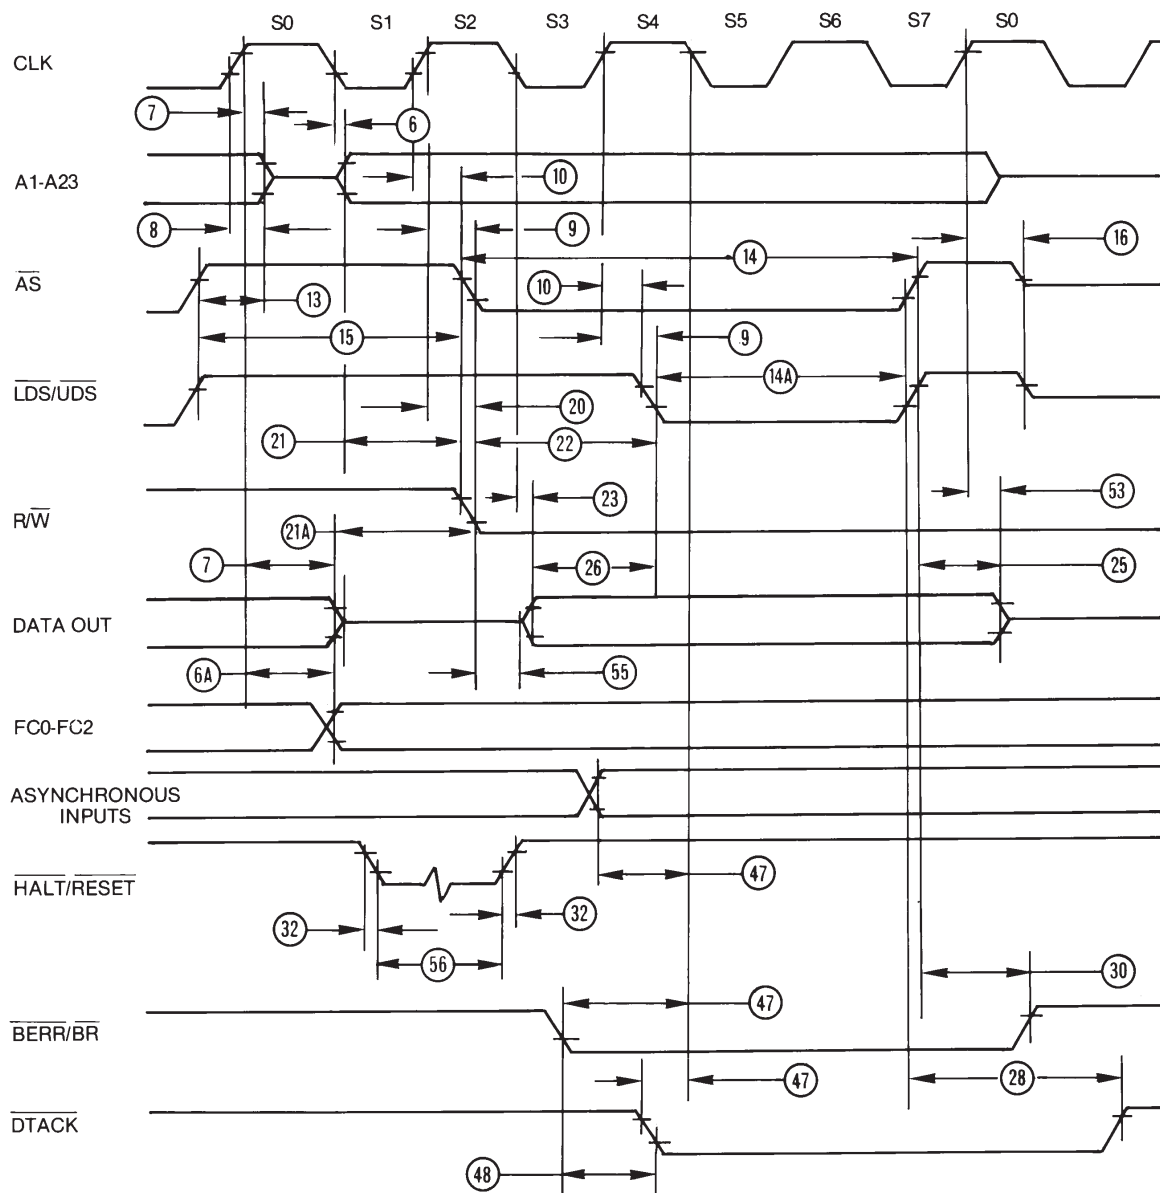 S0 S1 S2 S3 S4 S5 S6 S7 S0
CLK
7 6
A1-A23
10
8 9 16
14
AS
10
13
15 9
14A
LDS/UDS
20
21 22
23 53
R/W
21A
7 26 25
DATA OUT
6A 55
FC0-FC2
ASYNCHRONOUS
INPUTS
HALT/RESET
47
32 32
56 30
47
BERR/BR
47 28
DTACK
48